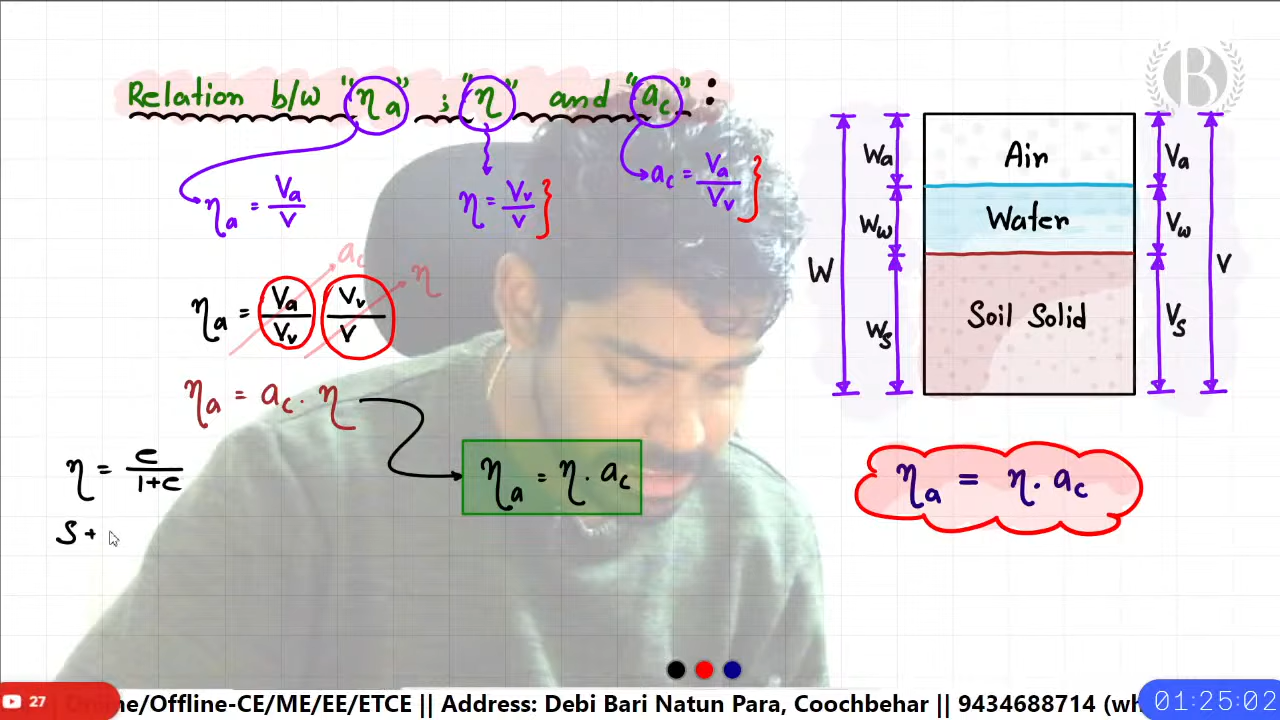 Relation b/w "ηa" ; "η" and "ac" :
ηa = Va/V
η = Vv/V }
ac = Va/Vv }
ac
η
ηa = Va/Vv Vv/V
ηa = ac . η
η = e/1+e
S +
ηa = η . ac
Wa
Ww
Ws
W
Air
Water
Soil Solid
Va
Vw
Vs
V
ηa = η . ac
B
27
Online/Offline-CE/ME/EE/ETCE || Address: Debi Bari Natun Para, Coochbehar || 9434688714
01:25:02